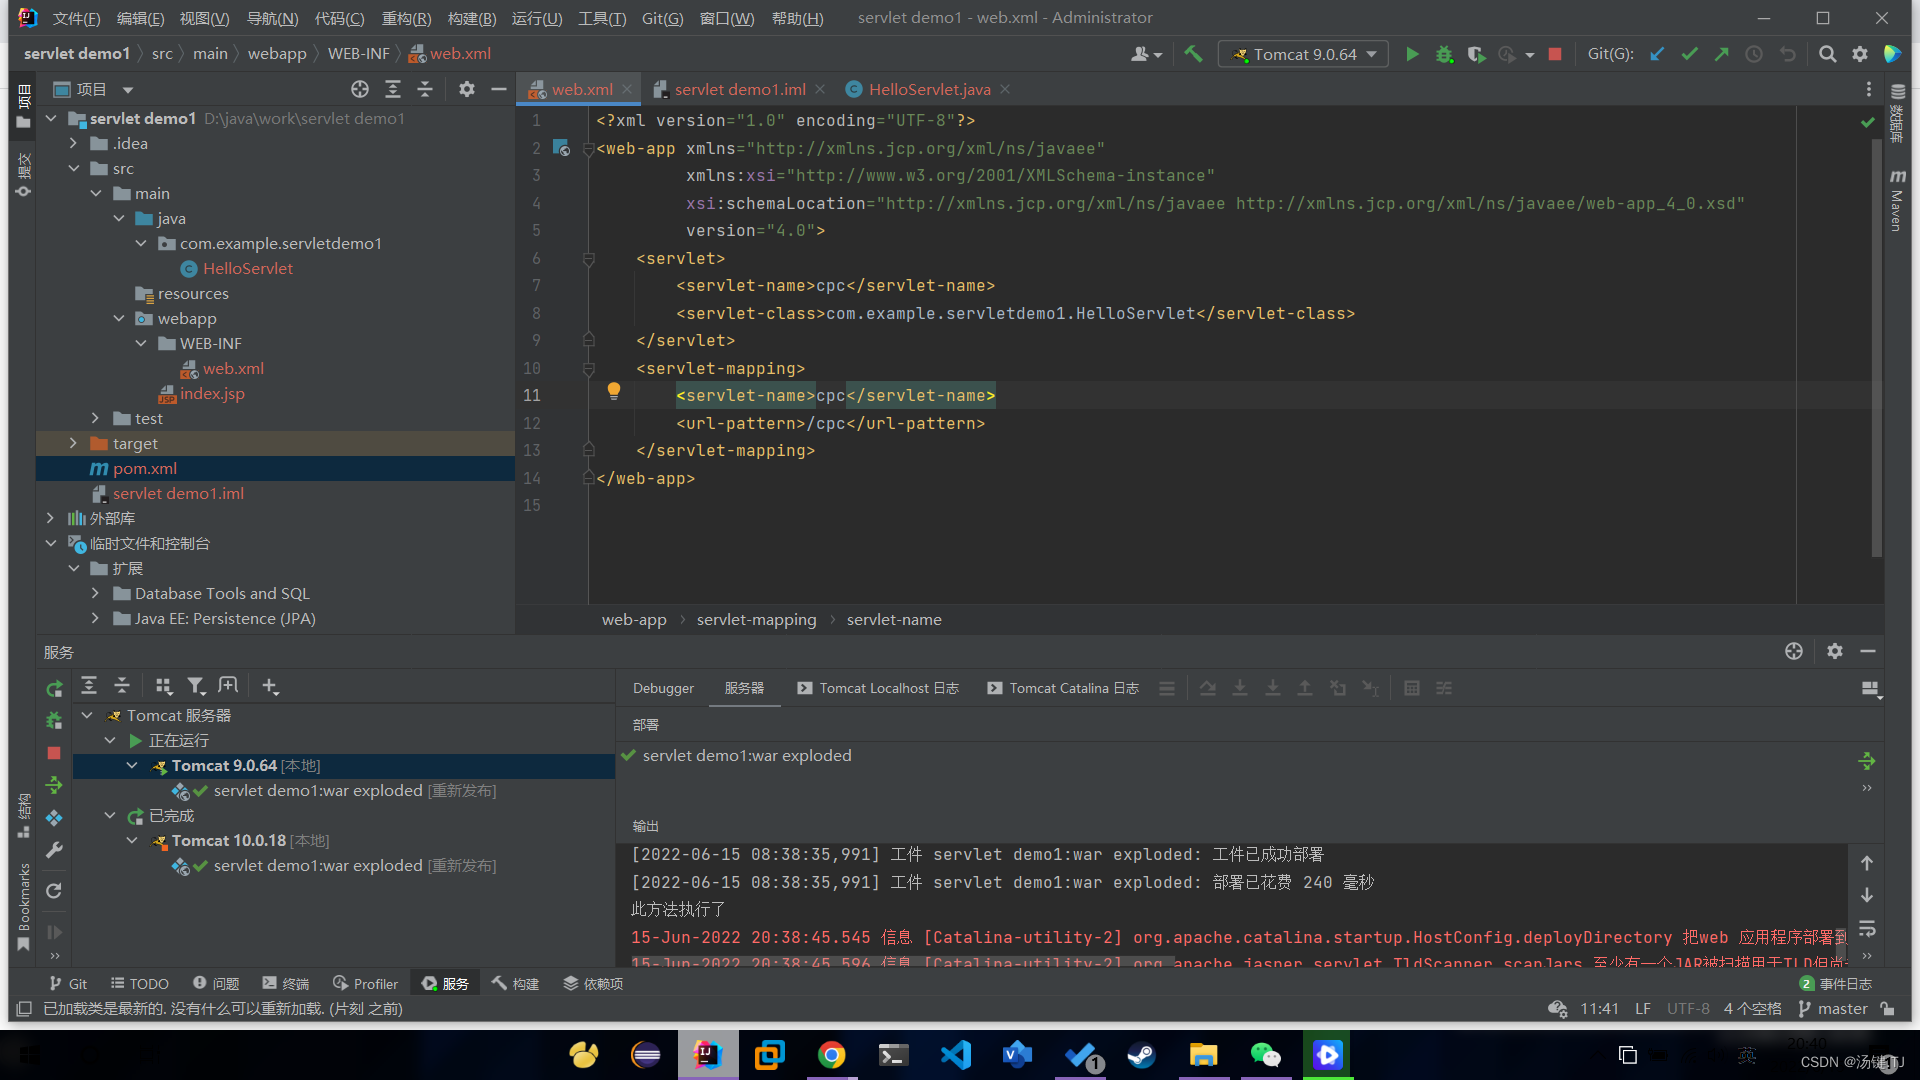 文件(F) 编辑(E) 视图(V) 导航(N) 代码(C) 重构(R) 构建(B) 运行(U) 工具(T) Git(G) 窗口(W) 帮助(H) servlet demo1 - web.xml - Administrator
servlet demo1 src main webapp WEB-INF web.xml Tomcat 9.0.64 Git(G):
项目 web.xml servlet demo1.iml HelloServlet.java
项目
提交
结构
Bookmarks
数据库
Maven
servlet demo1 D:\java\work\servlet demo1
.idea
src
main
java
com.example.servletdemo1
HelloServlet
resources
webapp
WEB-INF
web.xml
index.jsp
test
target
pom.xml
servlet demo1.iml
外部库
临时文件和控制台
扩展
Database Tools and SQL
Java EE: Persistence (JPA)
1 <?xml version="1.0" encoding="UTF-8"?>
2 <web-app xmlns="http://xmlns.jcp.org/xml/ns/javaee"
3 xmlns:xsi="http://www.w3.org/2001/XMLSchema-instance"
4 xsi:schemaLocation="http://xmlns.jcp.org/xml/ns/javaee http://xmlns.jcp.org/xml/ns/javaee/web-app_4_0.xsd"
5 version="4.0">
6 <servlet>
7 <servlet-name>cpc</servlet-name>
8 <servlet-class>com.example.servletdemo1.HelloServlet</servlet-class>
9 </servlet>
10 <servlet-mapping>
11 <servlet-name>cpc</servlet-name>
12 <url-pattern>/cpc</url-pattern>
13 </servlet-mapping>
14 </web-app>
15
web-app servlet-mapping servlet-name
服务
Tomcat 服务器
正在运行
Tomcat 9.0.64 [本地]
servlet demo1:war exploded [重新发布]
已完成
Tomcat 10.0.18 [本地]
servlet demo1:war exploded [重新发布]
Debugger 服务器 Tomcat Localhost 日志 Tomcat Catalina 日志
部署
servlet demo1:war exploded
输出
[2022-06-15 08:38:35,991] 工件 servlet demo1:war exploded: 工件已成功部署
[2022-06-15 08:38:35,991] 工件 servlet demo1:war exploded: 部署已花费 240 毫秒
此方法执行了
15-Jun-2022 20:38:45.545 信息 [Catalina-utility-2] org.apache.catalina.startup.HostConfig.deployDirectory 把web 应用程序部署到
15-Jun-2022 20:38:45.596 信息 [Catalina-utility-2] org.apache.jasper.servlet.TldScanner.scanJars 至少有一个JAR被扫描用于TLD但尚
Git TODO 问题 终端 Profiler 服务 构建 依赖项 2 事件日志
已加载类是最新的. 没有什么可以重新加载. (片刻 之前) 11:41 LF UTF-8 4 个空格 master
1 英 20:40
CSDN @汤键TJ